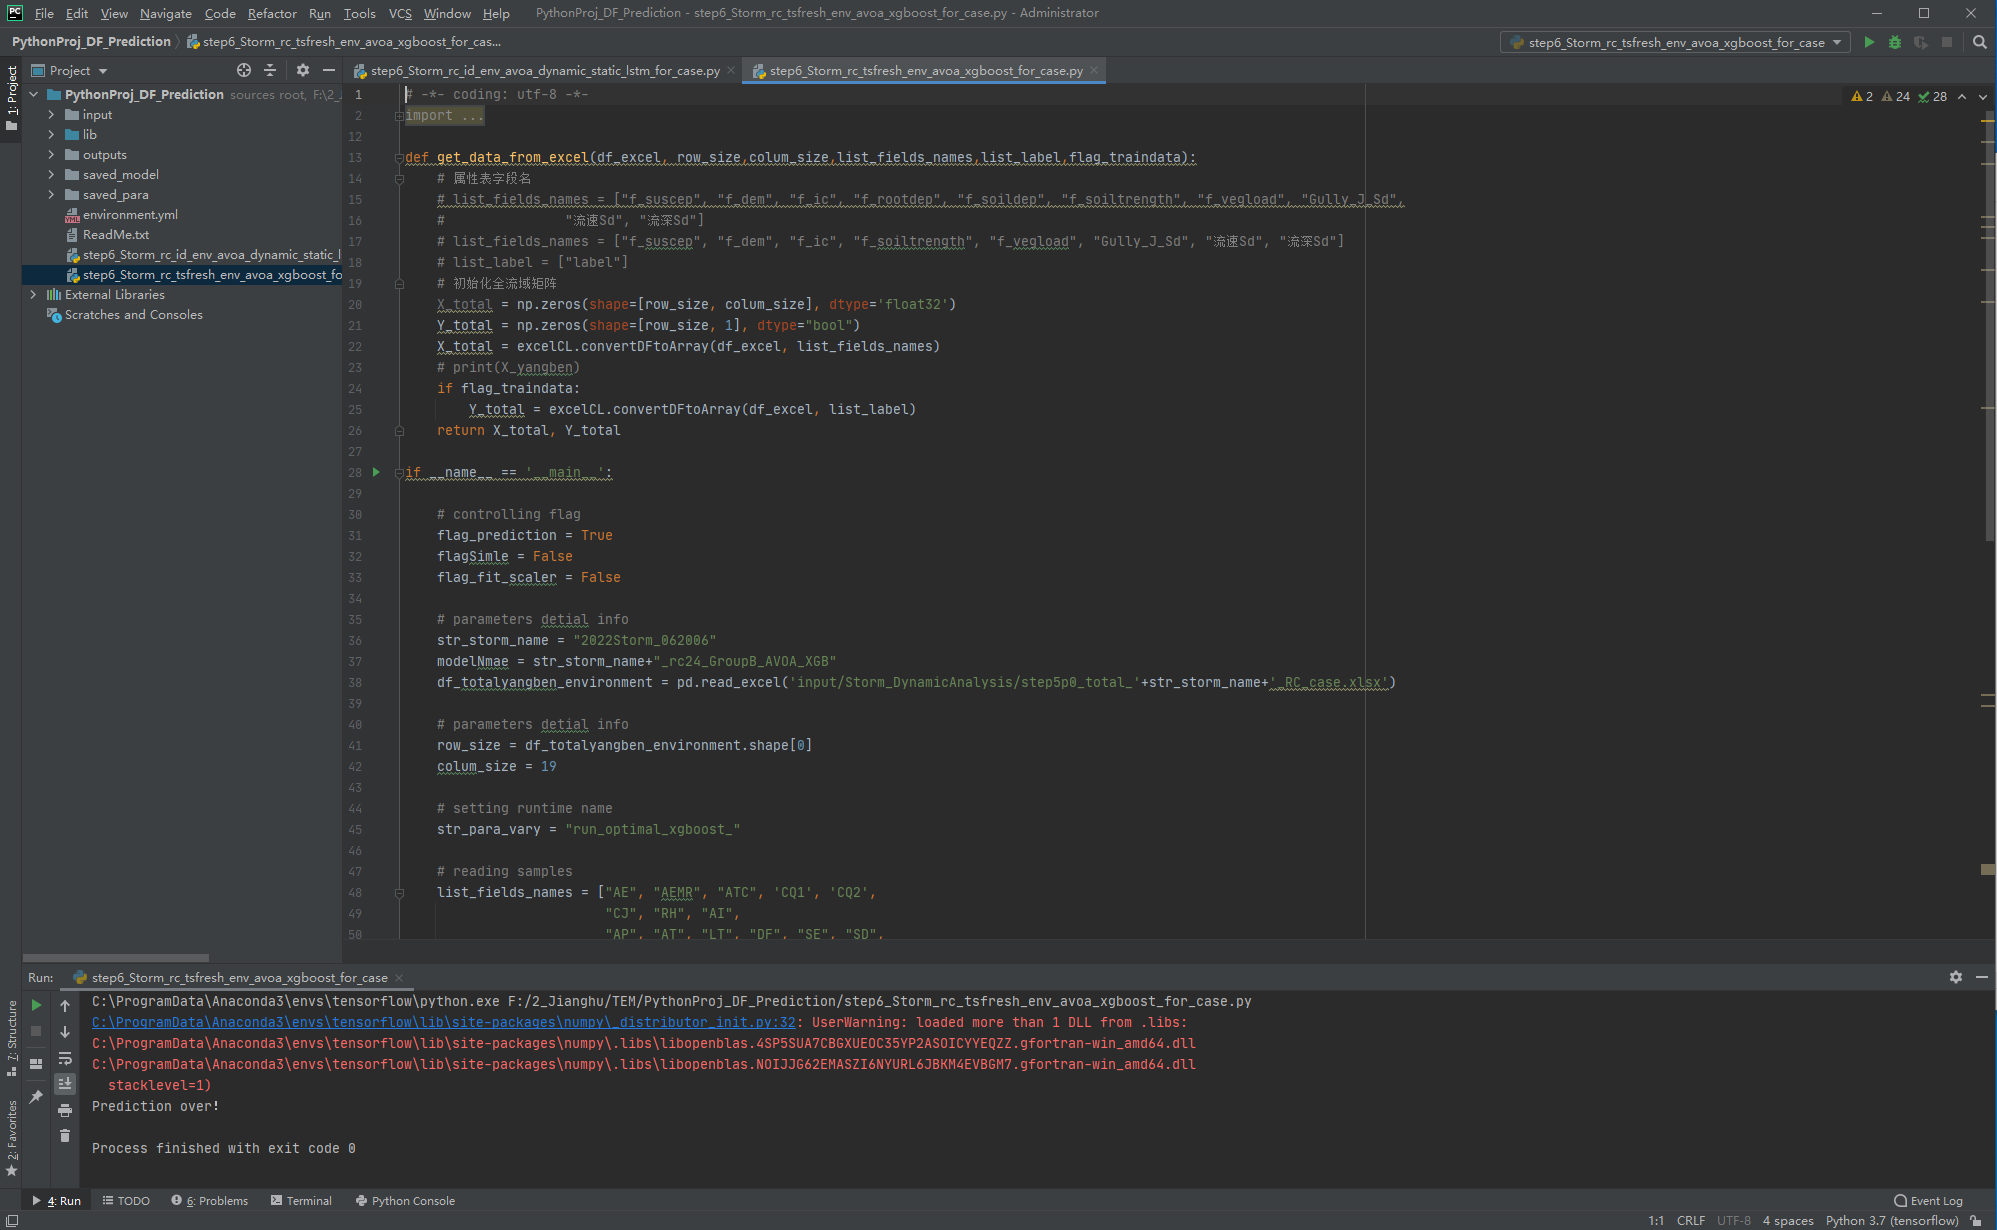 File Edit View Navigate Code Refactor Run Tools VCS Window Help PythonProj_DF_Prediction - step6_Storm_rc_tsfresh_env_avoa_xgboost_for_case.py - Administrator
PythonProj_DF_Prediction step6_Storm_rc_tsfresh_env_avoa_xgboost_for_cas... step6_Storm_rc_tsfresh_env_avoa_xgboost_for_case
1: Project
Project
step6_Storm_rc_id_env_avoa_dynamic_static_lstm_for_case.py step6_Storm_rc_tsfresh_env_avoa_xgboost_for_case.py
PythonProj_DF_Prediction sources root, F:\2_J
input
lib
outputs
saved_model
saved_para
environment.yml
ReadMe.txt
step6_Storm_rc_id_env_avoa_dynamic_static_l
step6_Storm_rc_tsfresh_env_avoa_xgboost_fo
External Libraries
Scratches and Consoles
2 24 28
1 # -*- coding: utf-8 -*-
2 import ...
12
13 def get_data_from_excel(df_excel, row_size,colum_size,list_fields_names,list_label,flag_traindata):
14 # 属性表字段名
15 # list_fields_names = ["f_suscep", "f_dem", "f_ic", "f_rootdep", "f_soildep", "f_soiltrength", "f_vegload", "Gully_J_Sd",
16 # "流速Sd", "流深Sd"]
17 # list_fields_names = ["f_suscep", "f_dem", "f_ic", "f_soiltrength", "f_vegload", "Gully_J_Sd", "流速Sd", "流深Sd"]
18 # list_label = ["label"]
19 # 初始化全流域矩阵
20 X_total = np.zeros(shape=[row_size, colum_size], dtype='float32')
21 Y_total = np.zeros(shape=[row_size, 1], dtype="bool")
22 X_total = excelCL.convertDFtoArray(df_excel, list_fields_names)
23 # print(X_yangben)
24 if flag_traindata:
25 Y_total = excelCL.convertDFtoArray(df_excel, list_label)
26 return X_total, Y_total
27
28 if __name__ == '__main__':
29
30 # controlling flag
31 flag_prediction = True
32 flagSimle = False
33 flag_fit_scaler = False
34
35 # parameters detial info
36 str_storm_name = "2022Storm_062006"
37 modelNmae = str_storm_name+"_rc24_GroupB_AVOA_XGB"
38 df_totalyangben_environment = pd.read_excel('input/Storm_DynamicAnalysis/step5p0_total_'+str_storm_name+'_RC_case.xlsx')
39
40 # parameters detial info
41 row_size = df_totalyangben_environment.shape[0]
42 colum_size = 19
43
44 # setting runtime name
45 str_para_vary = "run_optimal_xgboost_"
46
47 # reading samples
48 list_fields_names = ["AE", "AEMR", "ATC", 'CQ1', 'CQ2',
49 "CJ", "RH", "AI",
50 "AP", "AT", "LT", "DF", "SE", "SD",
Run: step6_Storm_rc_tsfresh_env_avoa_xgboost_for_case
C:\ProgramData\Anaconda3\envs\tensorflow\python.exe F:/2_Jianghu/TEM/PythonProj_DF_Prediction/step6_Storm_rc_tsfresh_env_avoa_xgboost_for_case.py
C:\ProgramData\Anaconda3\envs\tensorflow\lib\site-packages\numpy\_distributor_init.py:32: UserWarning: loaded more than 1 DLL from .libs:
C:\ProgramData\Anaconda3\envs\tensorflow\lib\site-packages\numpy\.libs\libopenblas.4SP5SUA7CBGXUEOC35YP2ASOICYYEQZZ.gfortran-win_amd64.dll
C:\ProgramData\Anaconda3\envs\tensorflow\lib\site-packages\numpy\.libs\libopenblas.NOIJJG62EMASZI6NYURL6JBKM4EVBGM7.gfortran-win_amd64.dll
stacklevel=1)
Prediction over!
Process finished with exit code 0
7: Structure
2: Favorites
4: Run TODO 6: Problems Terminal Python Console Event Log
1:1 CRLF UTF-8 4 spaces Python 3.7 (tensorflow)